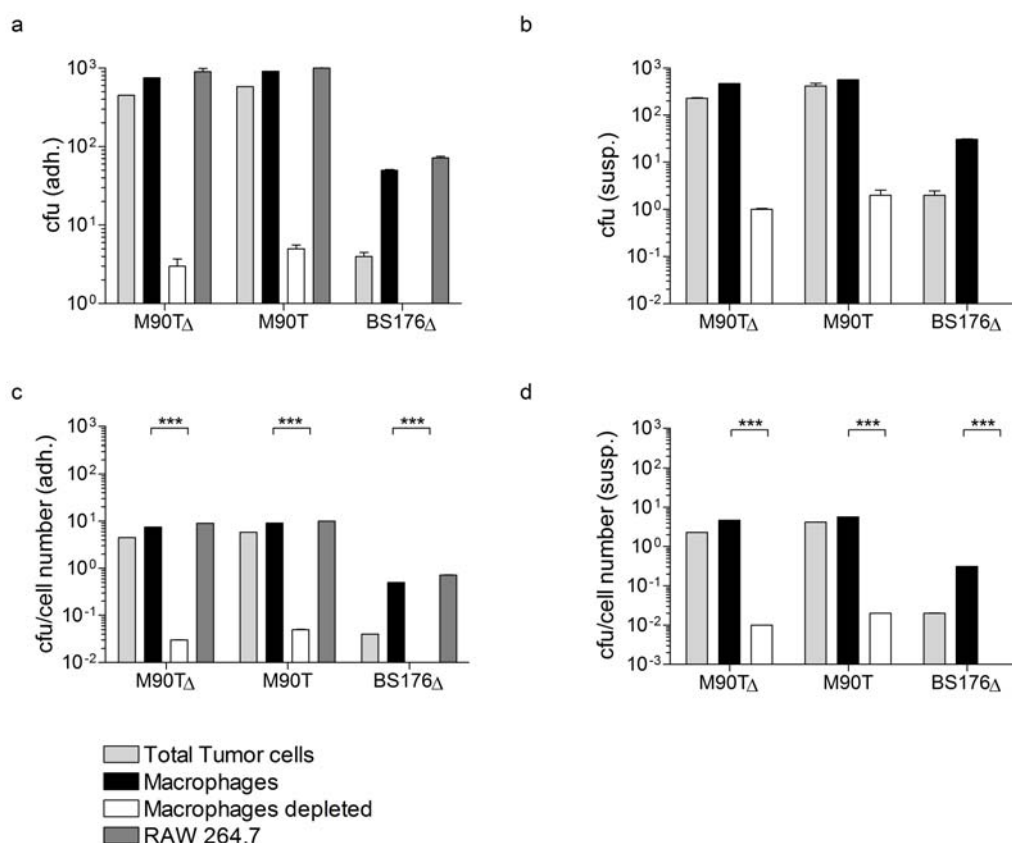 a
cfu (adh.)
10³
10²
10¹
10⁰
M90TΔ M90T BS176Δ
b
cfu (susp.)
10³
10²
10¹
10⁰
10⁻¹
10⁻²
M90TΔ M90T BS176Δ
c
*** *** ***
cfu/cell number (adh.)
10³
10²
10¹
10⁰
10⁻¹
10⁻²
M90TΔ M90T BS176Δ
d
*** *** ***
cfu/cell number (susp.)
10³
10²
10¹
10⁰
10⁻¹
10⁻²
10⁻³
M90TΔ M90T BS176Δ
Total Tumor cells
Macrophages
Macrophages depleted
RAW 264.7